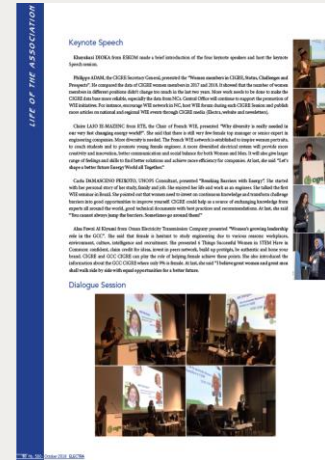 LIFE OF THE ASSOCIATION
Keynote Speech
Khayakazi DIOKA from ESKOM made a brief introduction of the four keynote speakers and host the keynote
Speech session.
Philippe ADAM, the CIGRE Secretary General, presented the "Women members in CIGRE, Status, Challenges and
Prospects". He compared the data of CIGRE women members in 2017 and 2018. It showed that the number of women
members in different positions didn't change too much in the last two years. More work needs to be done to make the
CIGRE data base more reliable, especially the data from NCs. Central Office will continue to support the promotion of
WiE initiatives. For instance, encourage WiE network in NC, host WiE forum during each CIGRE Session and publish
more articles on national and regional WiE events through CIGRE media (Electra, website and newsletters).
from RTE, the Chair of French WiE, presented "Why diversity is really needed in
our very fast changing energy world?". She said that there is still very few female top manager or senior expert in
engineering companies. More diversity is needed. The French WiE network is established to inspire women portraits,
to coach students and to promote young female engineers. A more diversified electrical system will provide more
creativity and innovation, better communication and social balance for both Women and Men. It will also give larger
range of feelings and skills to find better solutions and achieve more efficiency for companies. At last, she said "Let's
shape a better future Energy World all Together."
Carla DAMASCENO PEIXOTO, Consultant, presented "Breaking Barriers with Energy". She started
with her personal story of her study, family and job. She enjoyed her life and work as an engineer. She talked the first
WiE seminar in Brazil. She pointed out that women need to invest on continuous knowledge and transform challenge
barriers into good opportunities to improve yourself. CIGRE could help as a source of exchanging knowledge from
experts all around the world, great technical documents with best practices and recommendations. At last, she said
"You cannot always jump the barriers. Sometimes go around them!"
from Oman Electricity Transmission Company presented "Women's growing leadership
role in the GCC". She said that female is hesitant to study engineering due to various reasons: workplaces,
environment, culture, intelligence and recruitment. She presented 5 Things Successful Women in STEM Have in
Common: confident, claim credit for ideas, invest in peers network, build up protégés, be authentic and hone your
brand. CIGRE and GCC CIGRE can play the role of helping female achieve these points. She also introduced the
information about the GCC CIGRE where only 9% is female. At last, she said "I believe great women and great men
shall walk side by side with equal opportunities for a better future.
Dialogue Session
October 2018 ELECTRA